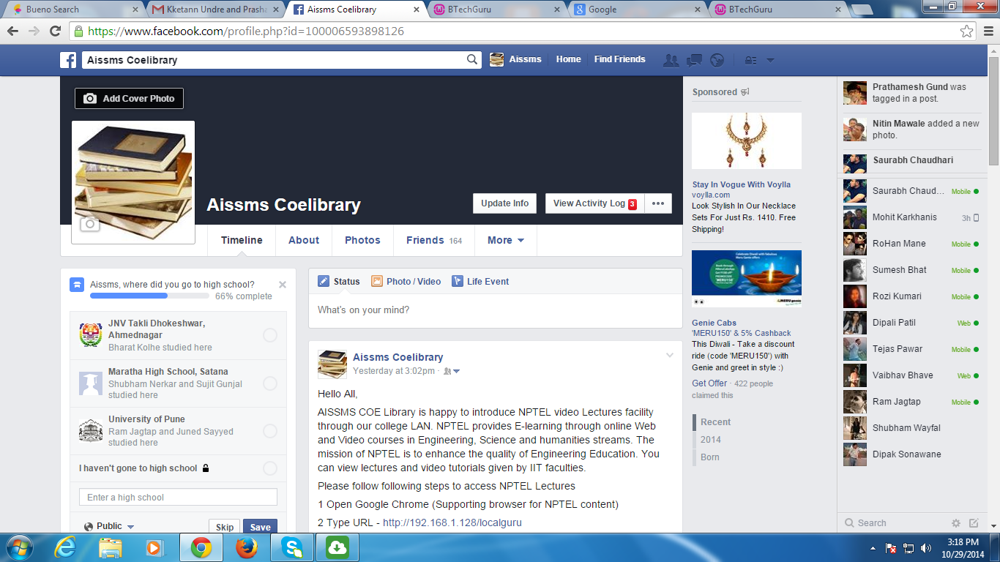 Bueno Search
Kketann Undre and Prasha
Aissms Coelibrary
BTechGuru
Google
BTechGuru
https://www.facebook.com/profile.php?id=100006593898126
Aissms Coelibrary
Aissms
Home
Find Friends
Add Cover Photo
Aissms Coelibrary
Update Info
View Activity Log 3
Timeline
About
Photos
Friends 164
More
Aissms, where did you go to high school?
66% complete
JNV Takli Dhokeshwar,
Ahmednagar
Bharat Kolhe studied here
Maratha High School, Satana
Shubham Nerkar and Sujit Gunjal
studied here
University of Pune
Ram Jagtap and Juned Sayyed
studied here
I haven't gone to high school
Enter a high school
Public
Skip
Save
Status
Photo / Video
Life Event
What's on your mind?
Aissms Coelibrary
Yesterday at 3:02pm ·
Hello All,
AISSMS COE Library is happy to introduce NPTEL video Lectures facility
through our college LAN. NPTEL provides E-learning through online Web
and Video courses in Engineering, Science and humanities streams. The
mission of NPTEL is to enhance the quality of Engineering Education. You
can view lectures and video tutorials given by IIT faculties.
Please follow following steps to access NPTEL Lectures
1 Open Google Chrome (Supporting browser for NPTEL content)
2 Type URL - http://192.168.1.128/localguru
Sponsored
Stay In Vogue With Voylla
voylla.com
Look Stylish In Our Necklace
Sets For Just Rs. 1410. Free
Shipping!
Genie Cabs
'MERU150' & 5% Cashback
This Diwali - Take a discount
ride (code 'MERU150') with
Genie and greet in style :)
Get Offer · 422 people
claimed this
Recent
2014
Born
Prathamesh Gund was
tagged in a post.
Nitin Mawale added a new
photo.
Saurabh Chaudhari
Saurabh Chaud... Mobile
Mohit Karkhanis 3h
RoHan Mane Mobile
Sumesh Bhat Mobile
Rozi Kumari Mobile
Dipali Patil Web
Tejas Pawar Mobile
Vaibhav Bhave Web
Ram Jagtap Mobile
Shubham Wayfal
Dipak Sonawane
Search
3:18 PM
10/29/2014